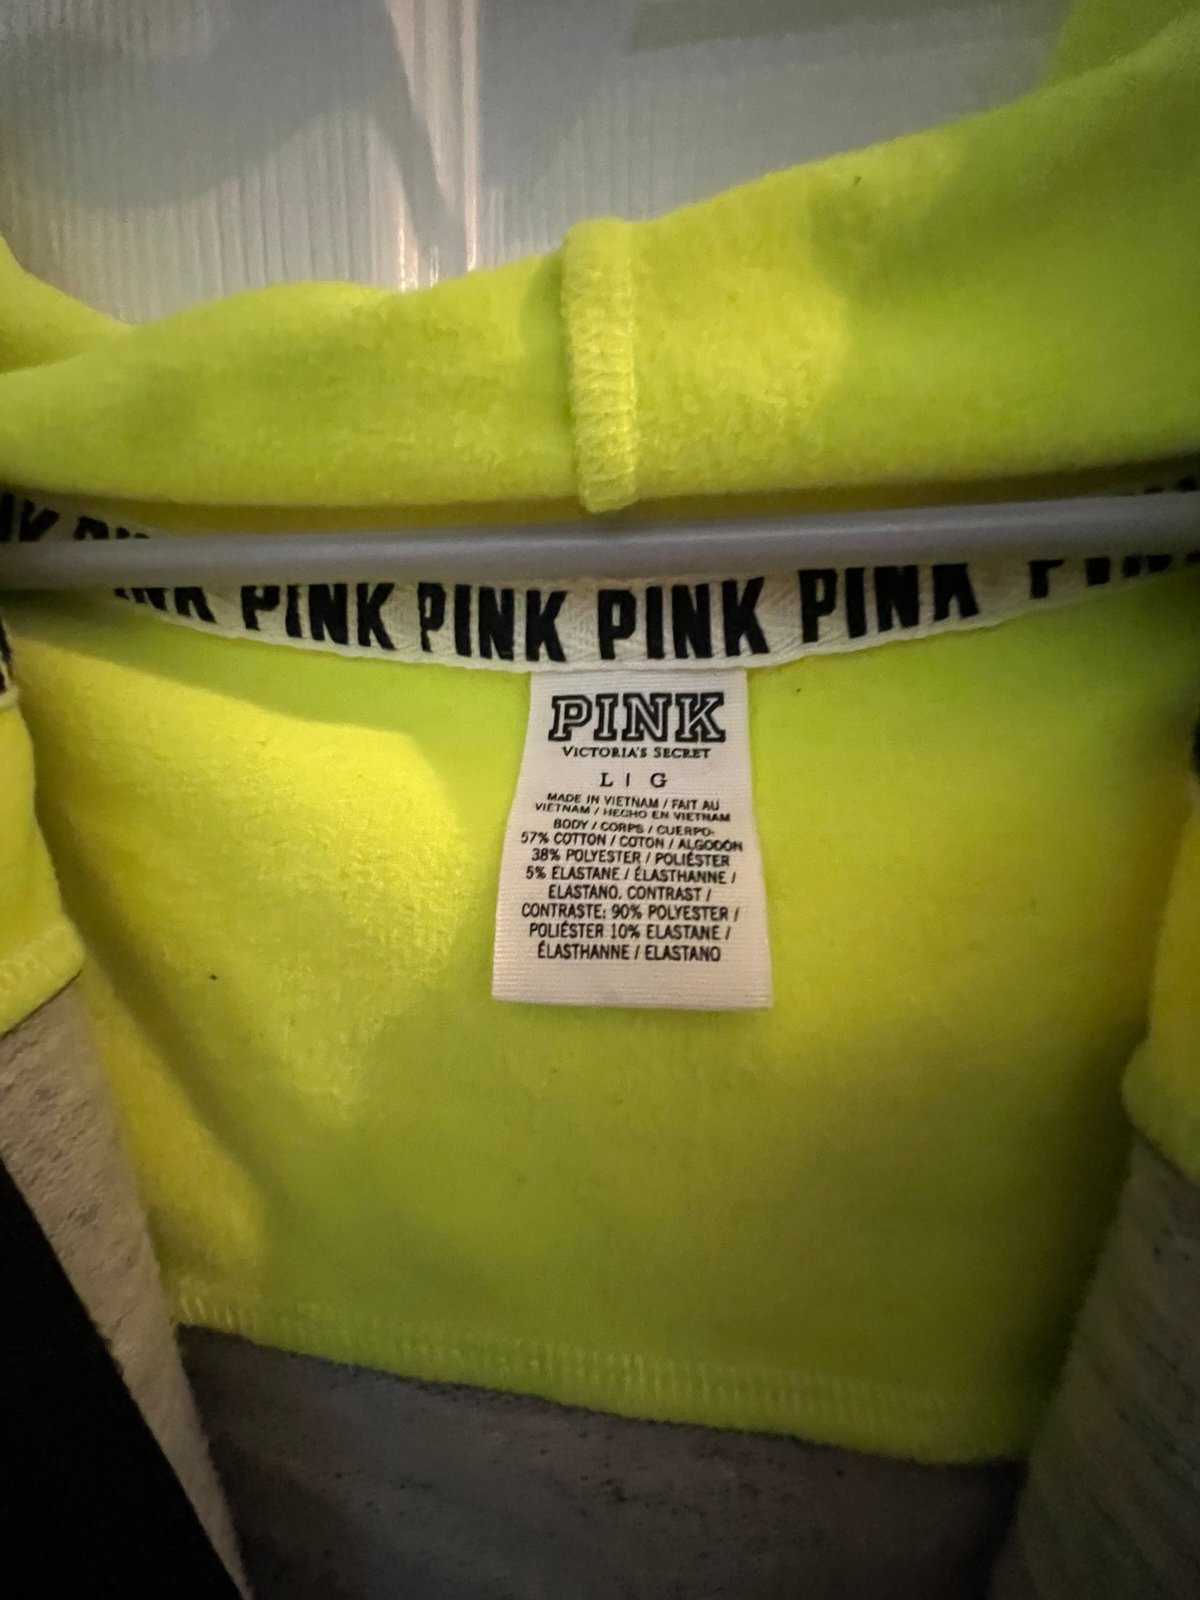 PINK PINK PINK PINK
PINK
VICTORIA'S SECRET
L | G
MADE IN VIETNAM / FAIT AU
VIETNAM / HECHO EN VIETNAM
BODY / CORPS / CUERPO:
57% COTTON / COTON / ALGODÓN
38% POLYESTER / POLIÉSTER
5% ELASTANE / ÉLASTHANNE /
ELASTANO. CONTRAST /
CONTRASTE: 90% POLYESTER /
POLIÉSTER 10% ELASTANE /
ÉLASTHANNE / ELASTANO